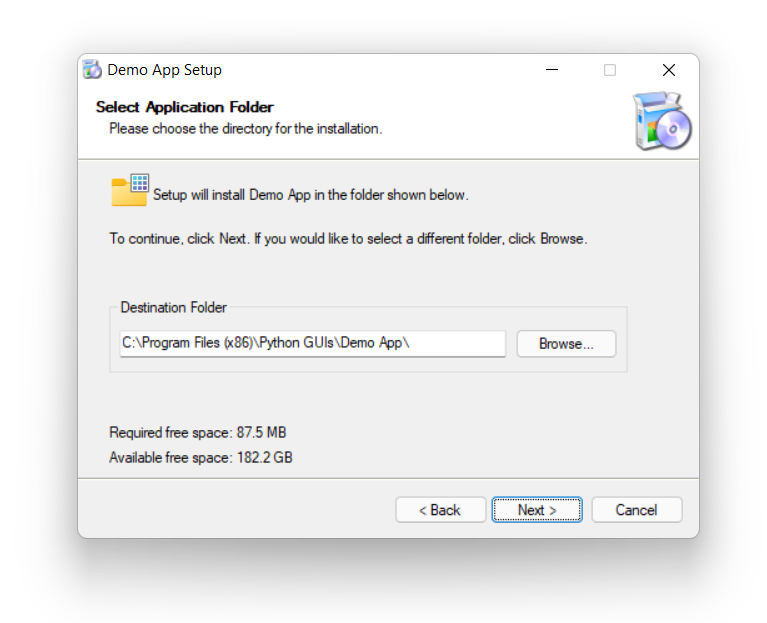 Demo App Setup
Select Application Folder
Please choose the directory for the installation.
Setup will install Demo App in the folder shown below.
To continue, click Next. If you would like to select a different folder, click Browse.
Destination Folder
C:\Program Files (x86)\Python GUIs\Demo App\
Browse...
Required free space: 87.5 MB
Available free space: 182.2 GB
< Back
Next >
Cancel